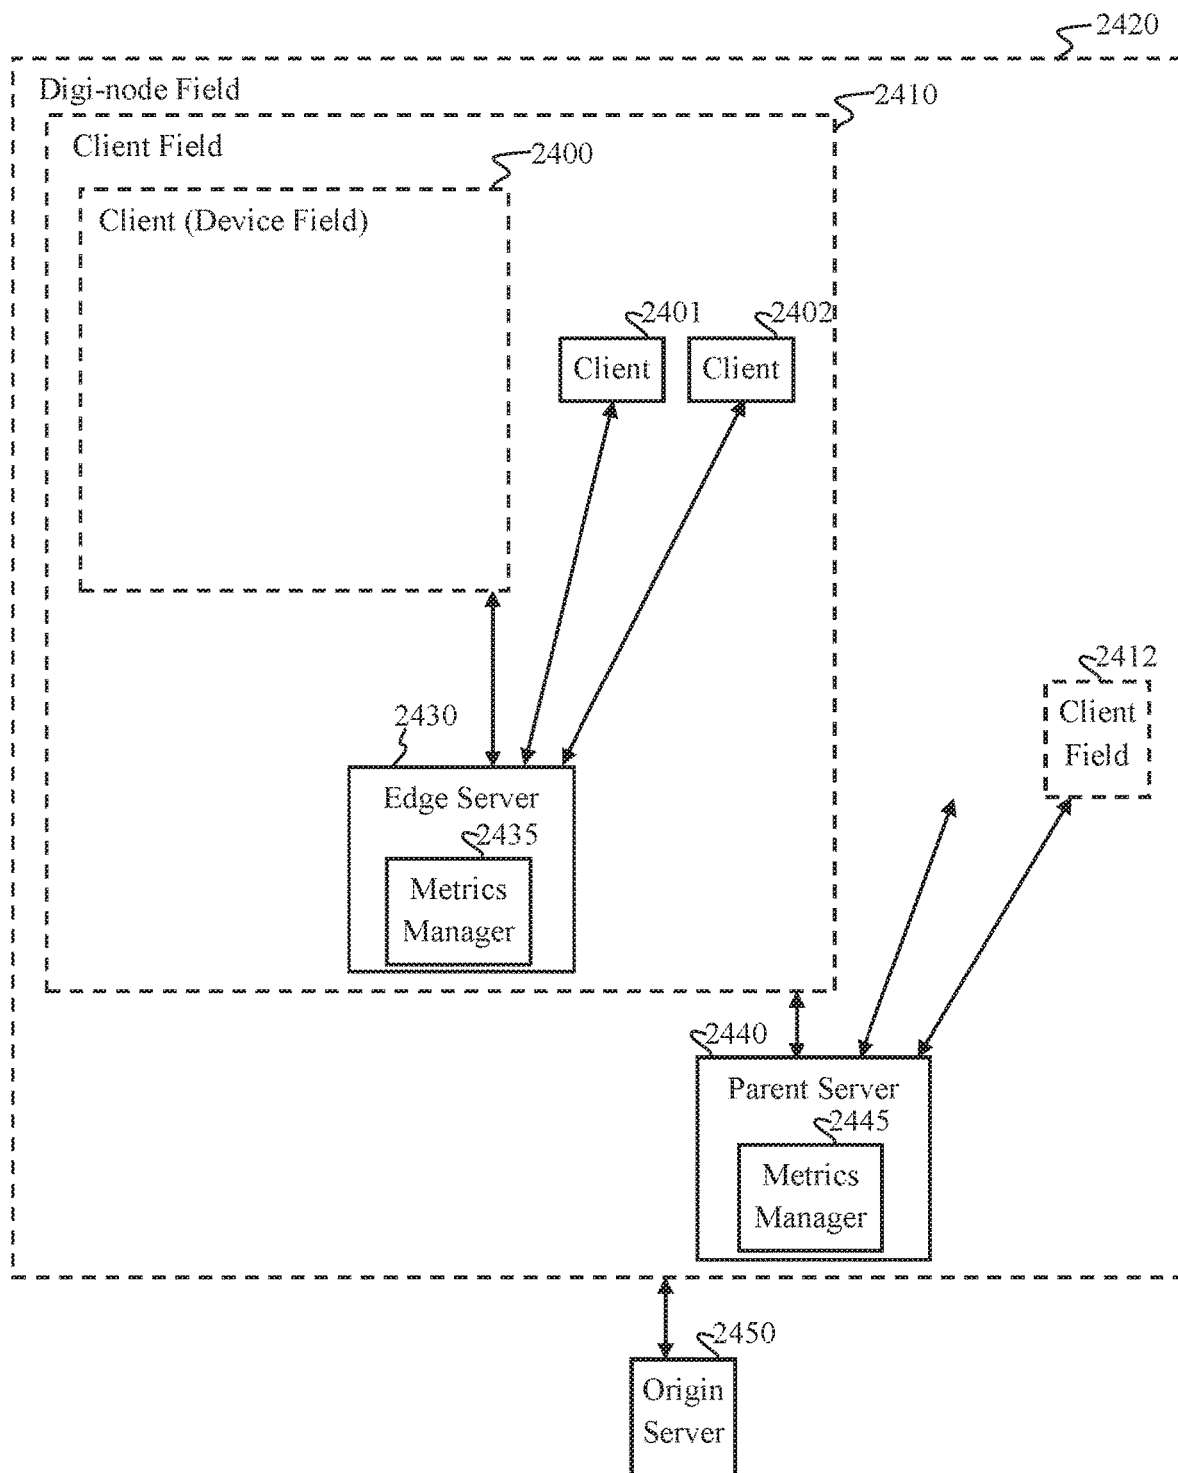 2420
Digi-node Field
2410
Client Field
2400
Client (Device Field)
2401
2402
Client
Client
2412
Client
Field
2430
Edge Server
2435
Metrics
Manager
2440
Parent Server
2445
Metrics
Manager
2450
Origin
Server